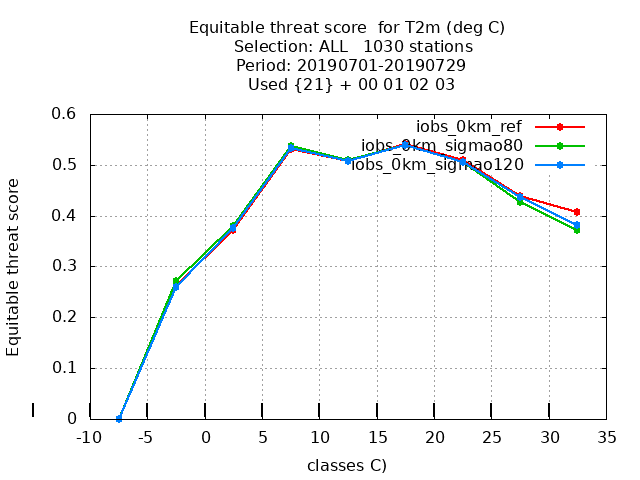 Equitable threat score  for T2m (deg C)
Selection: ALL   1030 stations
Period: 20190701-20190729
Used {21} + 00 01 02 03
iobs_0km_ref
iobs_0km_sigmao80
iobs_0km_sigmao120
Equitable threat score
0.6
0.5
0.4
0.3
0.2
0.1
0
-10 -5 0 5 10 15 20 25 30 35
classes C)